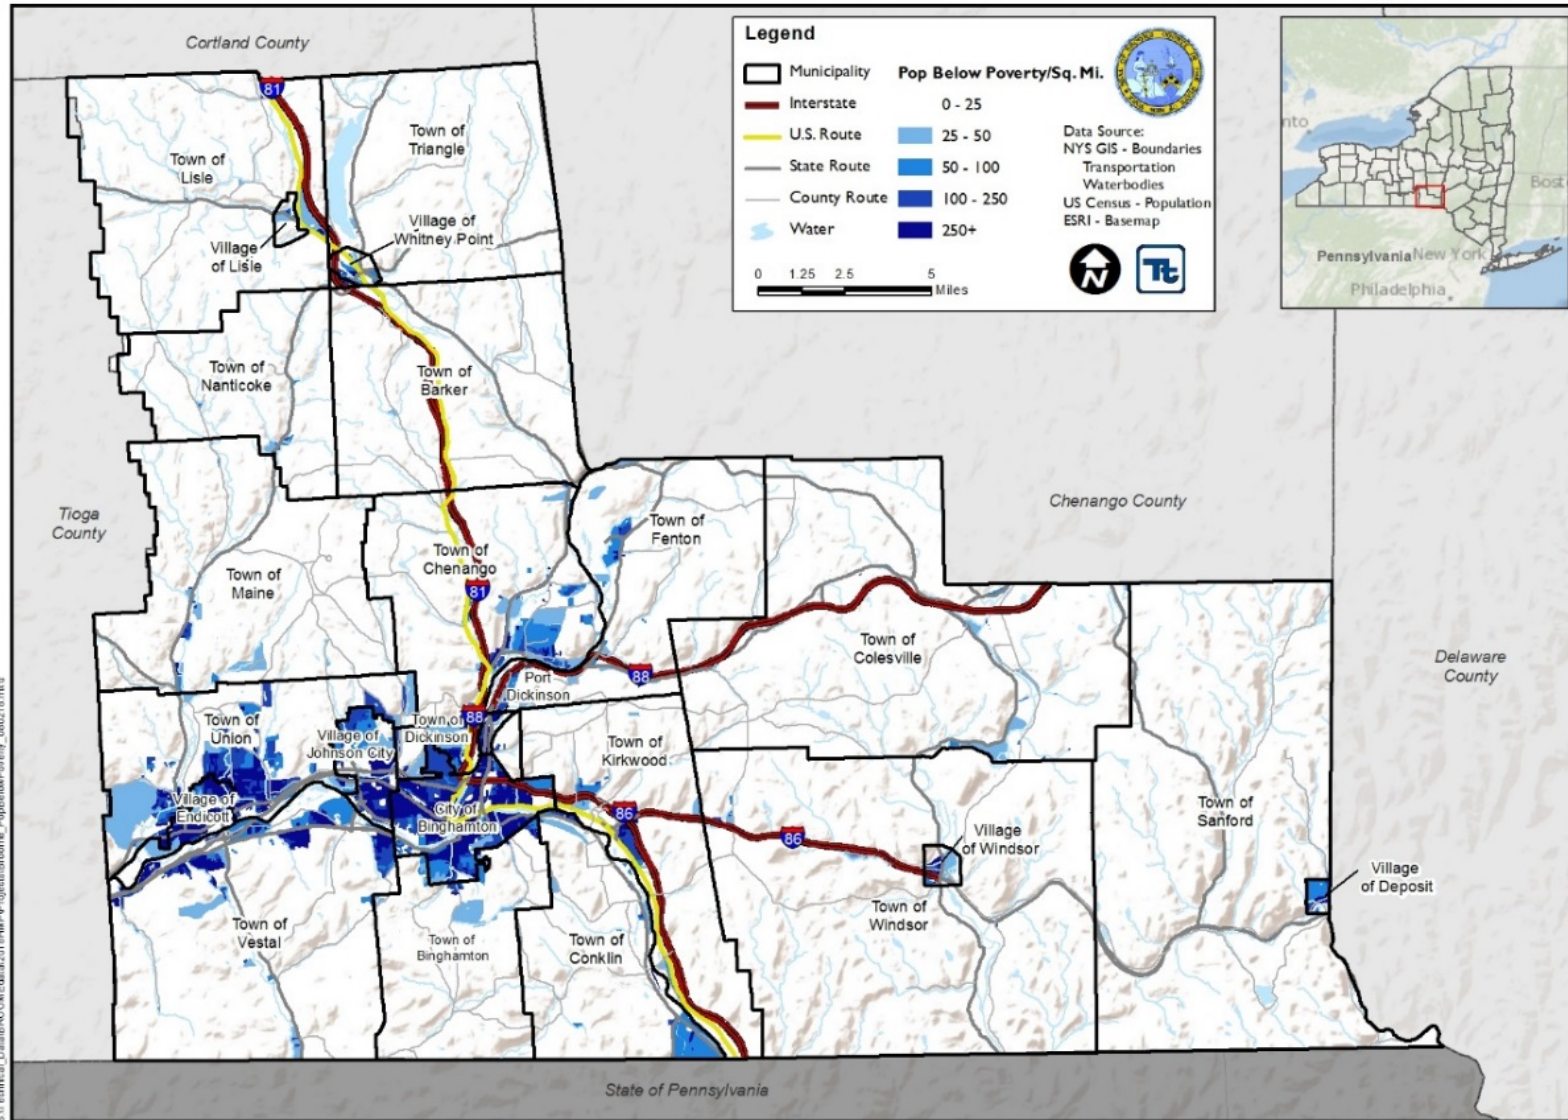 Cortland County
81
Town of
Triangle
Town of
Lisle
Village of
Whitney Point
Village
of Lisle
Legend
Municipality
Interstate
U.S. Route
State Route
County Route
Water
Pop Below Poverty/Sq. Mi.
0 - 25
25 - 50
50 - 100
100 - 250
250+
Data Source:
NYS GIS - Boundaries
Transportation
Waterbodies
US Census - Population
ESRI - Basemap
0 1.25 2.5 5
Miles
N
Tt
nto
Bost
Pennsylvania New York
Philadelphia
Town of
Nanticoke
Town of
Barker
Tioga
County
Chenango County
Town of
Fenton
Town of
Chenango
Town of
Maine
81
Town of
Colesville
88
Port
Dickinson
Delaware
County
88
Town of
Union
Village of
Johnson City
Town of
Dickinson
Town of
Kirkwood
Village of
Endicott
City of
Binghamton
86
86
Village
of Windsor
Town of
Sanford
Village
of Deposit
Town of
Vestal
Town of
Binghamton
Town of
Conklin
Town of
Windsor
State of Pennsylvania